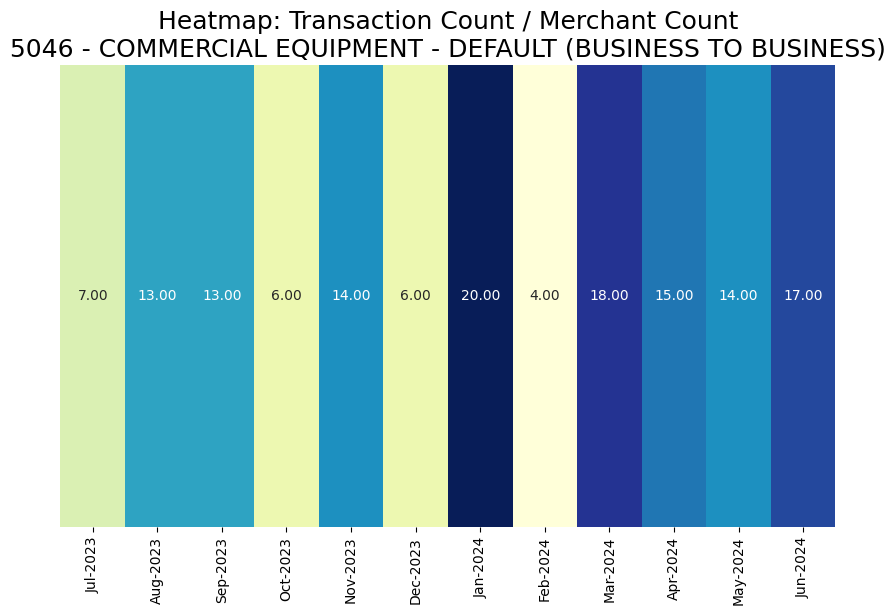 Heatmap: Transaction Count / Merchant Count
5046 - COMMERCIAL EQUIPMENT - DEFAULT (BUSINESS TO BUSINESS)
7.00 13.00 13.00 6.00 14.00 6.00 20.00 4.00 18.00 15.00 14.00 17.00
Jul-2023 Aug-2023 Sep-2023 Oct-2023 Nov-2023 Dec-2023 Jan-2024 Feb-2024 Mar-2024 Apr-2024 May-2024 Jun-2024